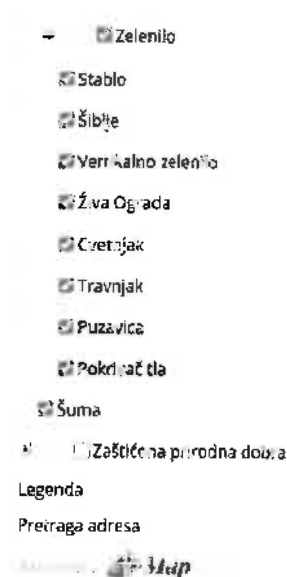 Zelenilo
Stablo
Šiblje
Vertikalno zelenilo
Živa Ograda
Cvetnjak
Travnjak
Puzavica
Pokrivač tla
Šuma
Zaštićena prirodna dobra
Legenda
Pretraga adresa
Map